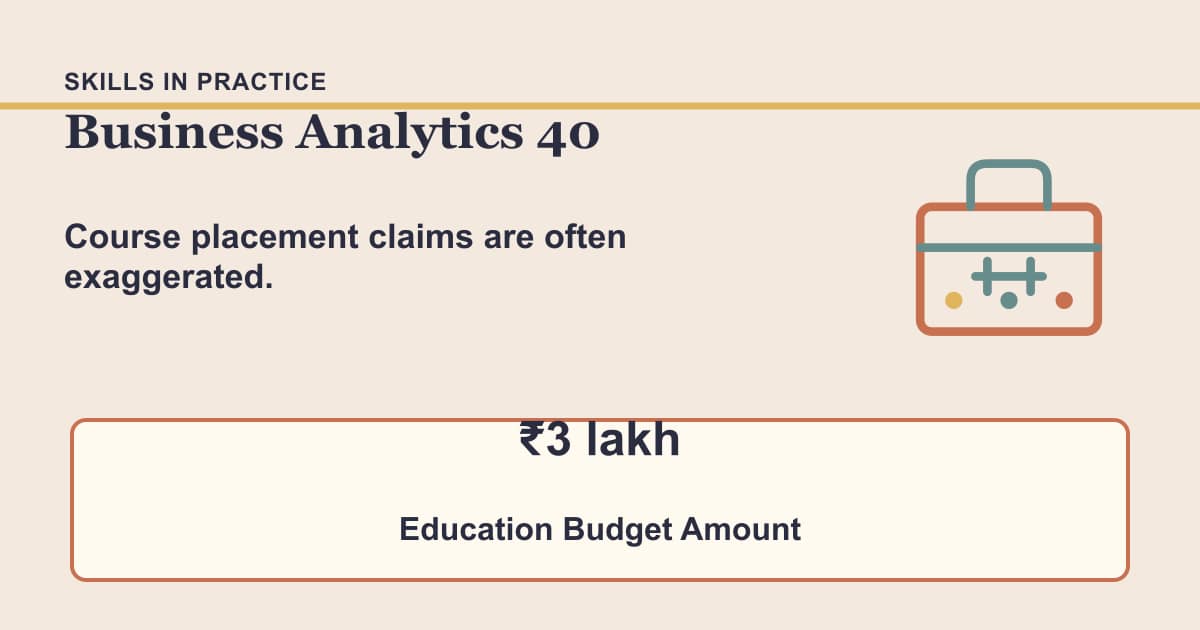 SKILLS IN PRACTICE
Business Analytics 40
Course placement claims are often
exaggerated.
₹3 lakh
Education Budget Amount